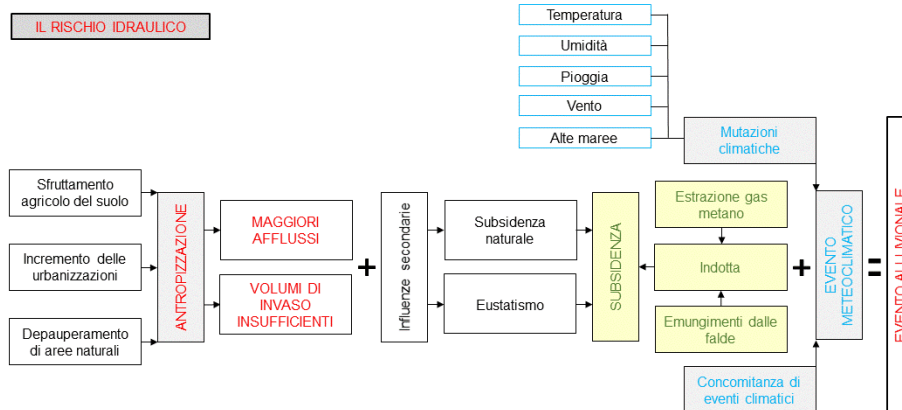 IL RISCHIO IDRAULICO
Temperatura
Umidità
Pioggia
Vento
Alte maree
Mutazioni
climatiche
Sfruttamento
agricolo del suolo
Incremento delle
urbanizzazioni
Depauperamento
di aree naturali
ANTROPIZZAZIONE
MAGGIORI
AFFLUSSI
VOLUMI DI
INVASO
INSUFFICIENTI
+
Influenze secondarie
Subsidenza
naturale
Eustatismo
SUBSIDENZA
Estrazione gas
metano
Indotta
Emungimenti dalle
falde
+
EVENTO
METEOCLIMATICO
Concomitanza di
eventi climatici
=
EVENTO ALLUVIONALE